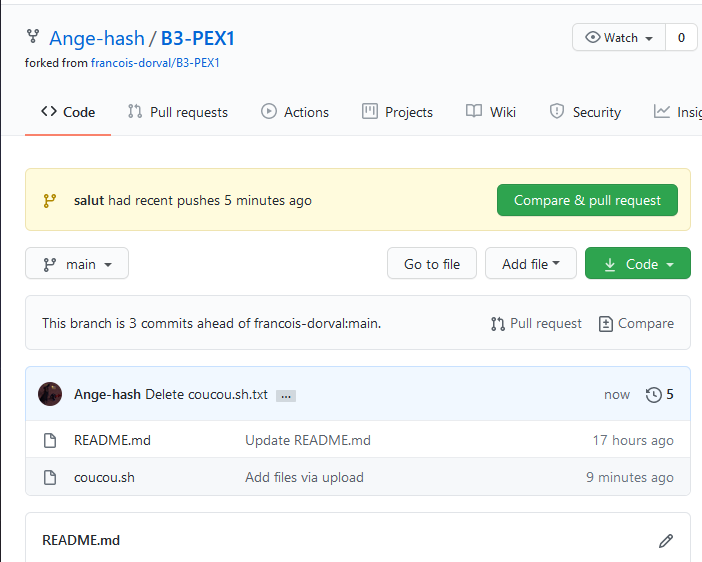 Ange-hash / B3-PEX1
Watch 0
forked from francois-dorval/B3-PEX1
Code Pull requests Actions Projects Wiki Security Insig
salut had recent pushes 5 minutes ago Compare & pull request
main Go to file Add file Code
This branch is 3 commits ahead of francois-dorval:main. Pull request Compare
Ange-hash Delete coucou.sh.txt ... now 5
README.md Update README.md 17 hours ago
coucou.sh Add files via upload 9 minutes ago
README.md